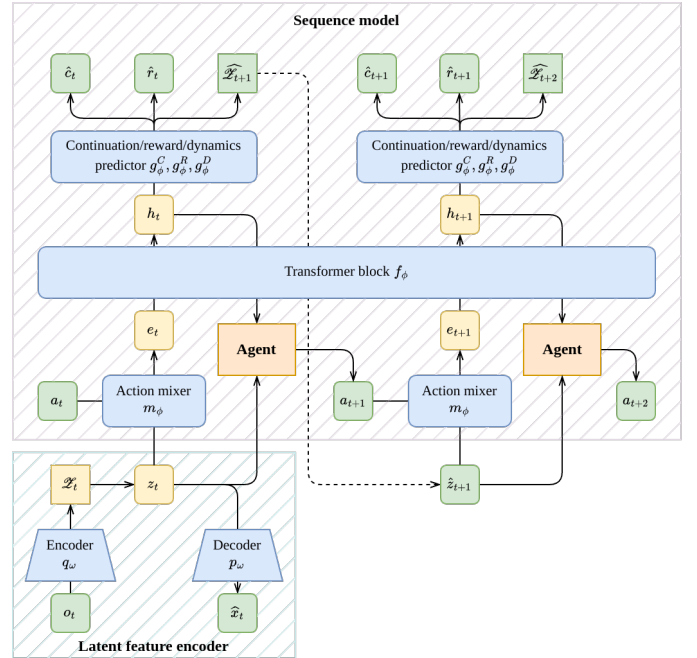 Sequence model
ĉ_t r̂_t 𝒵̂_{t+1} ĉ_{t+1} r̂_{t+1} 𝒵̂_{t+2}
Continuation/reward/dynamics
predictor g_ϕ^C, g_ϕ^R, g_ϕ^D
Continuation/reward/dynamics
predictor g_ϕ^C, g_ϕ^R, g_ϕ^D
h_t h_{t+1}
Transformer block f_ϕ
e_t e_{t+1}
Agent
Agent
a_t
Action mixer
m_ϕ
a_{t+1}
Action mixer
m_ϕ
a_{t+2}
𝒵_t z_t ẑ_{t+1}
Encoder
q_ω
Decoder
p_ω
o_t x̂_t
Latent feature encoder